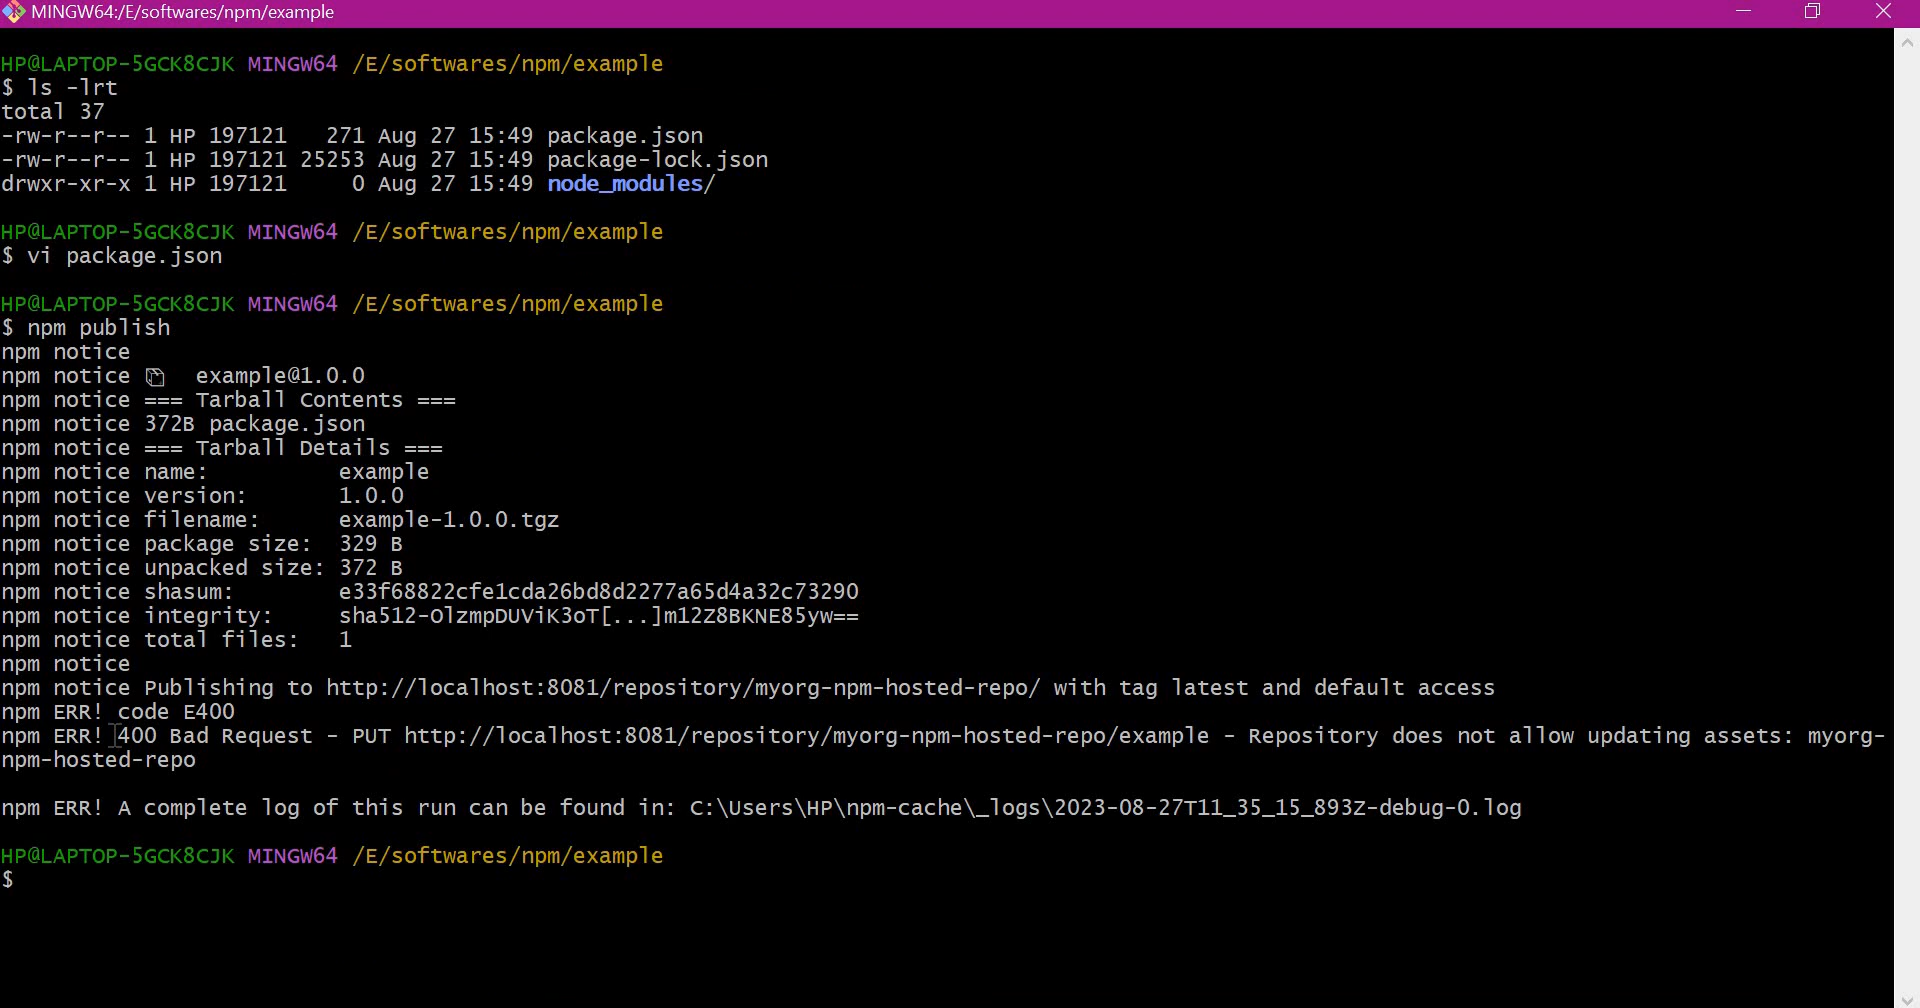 MINGW64:/E/softwares/npm/example
HP@LAPTOP-5GCK8CJK MINGW64 /E/softwares/npm/example
$ ls -lrt
total 37
-rw-r--r-- 1 HP 197121   271 Aug 27 15:49 package.json
-rw-r--r-- 1 HP 197121 25253 Aug 27 15:49 package-lock.json
drwxr-xr-x 1 HP 197121     0 Aug 27 15:49 node_modules/
HP@LAPTOP-5GCK8CJK MINGW64 /E/softwares/npm/example
$ vi package.json
HP@LAPTOP-5GCK8CJK MINGW64 /E/softwares/npm/example
$ npm publish
npm notice
npm notice 📦  example@1.0.0
npm notice === Tarball Contents ===
npm notice 372B package.json
npm notice === Tarball Details ===
npm notice name:          example
npm notice version:       1.0.0
npm notice filename:      example-1.0.0.tgz
npm notice package size:  329 B
npm notice unpacked size: 372 B
npm notice shasum:        e33f68822cfe1cda26bd8d2277a65d4a32c73290
npm notice integrity:     sha512-OlzmpDUViK3oT[...]m12Z8BKNE85yw==
npm notice total files:   1
npm notice
npm notice Publishing to http://localhost:8081/repository/myorg-npm-hosted-repo/ with tag latest and default access
npm ERR! code E400
npm ERR! 400 Bad Request - PUT http://localhost:8081/repository/myorg-npm-hosted-repo/example - Repository does not allow updating assets: myorg-
npm-hosted-repo
npm ERR! A complete log of this run can be found in: C:\Users\HP\npm-cache\_logs\2023-08-27T11_35_15_893Z-debug-0.log
HP@LAPTOP-5GCK8CJK MINGW64 /E/softwares/npm/example
$